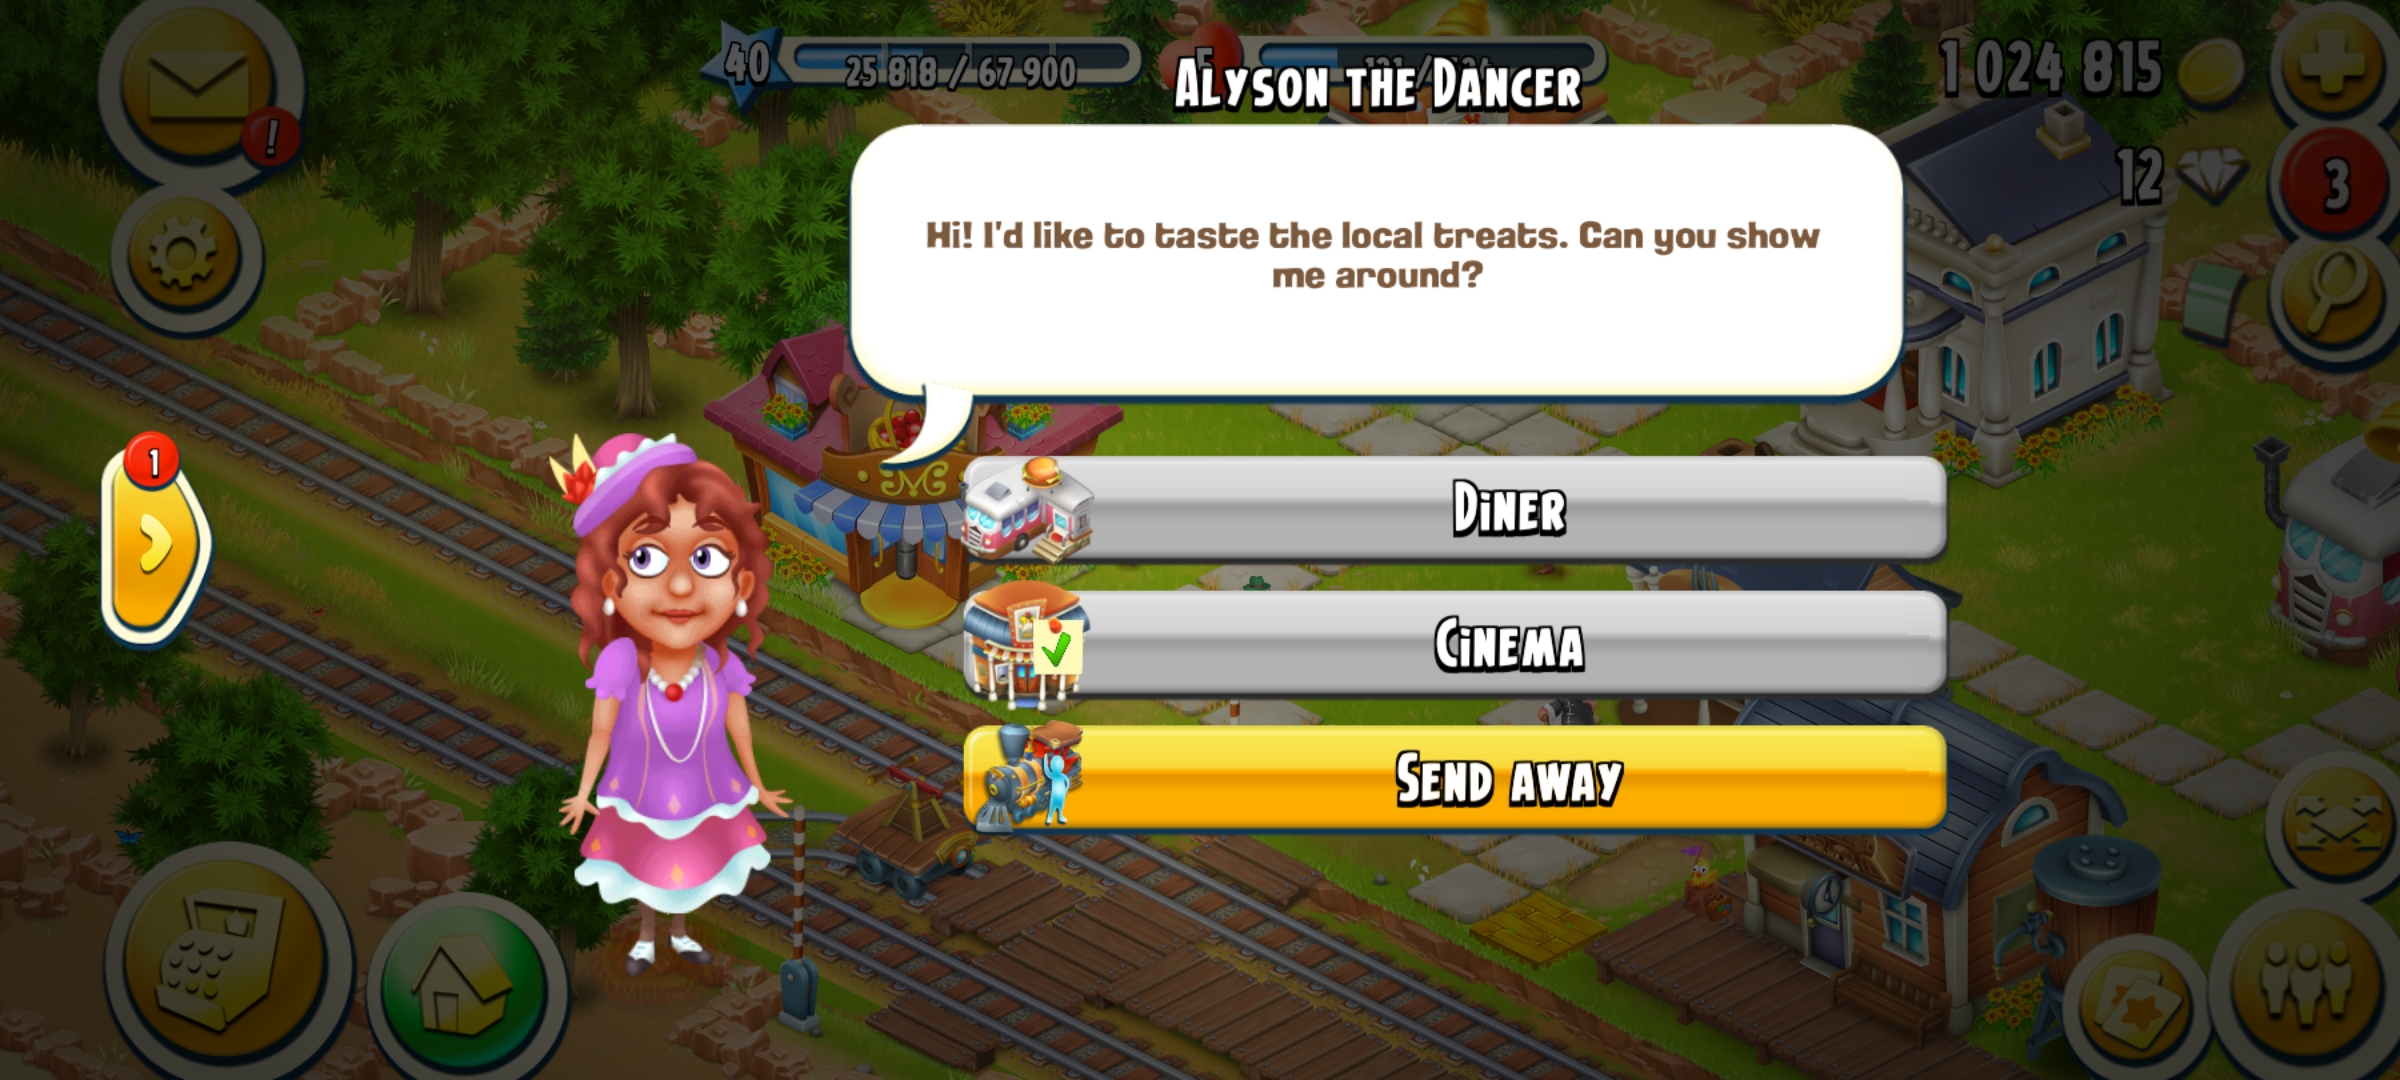 40
25 818 / 67 900
1 024 815
ALYSON THE DANCER
!
12
3
Hi! I'd like to taste the local treats. Can you show
me around?
1
DINER
CINEMA
SEND AWAY